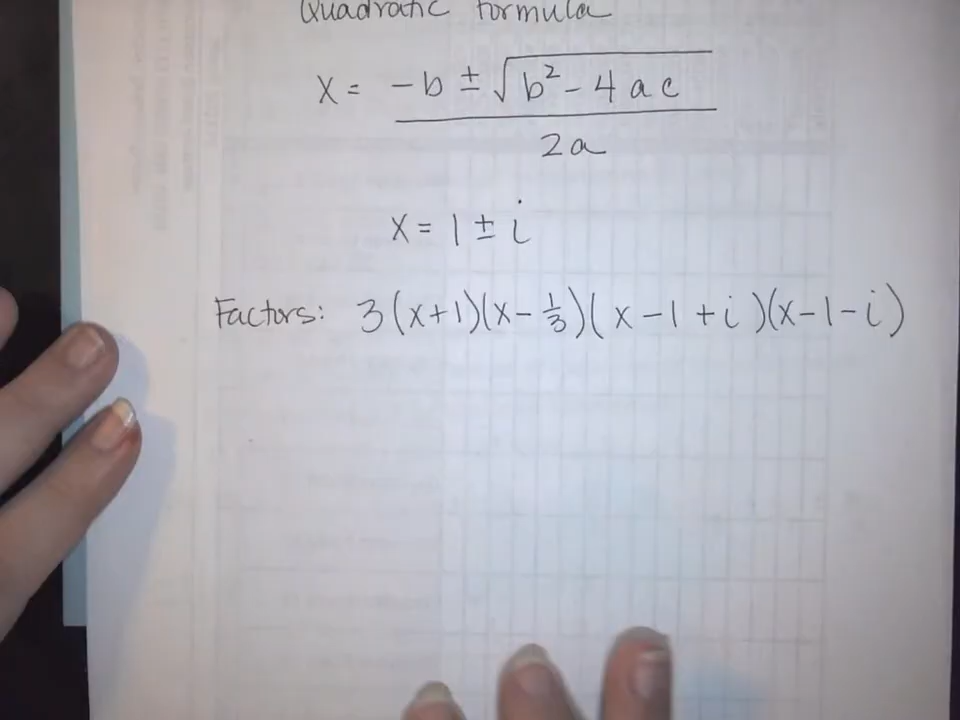 Quadratic formula
x = -b ± √b² - 4ac
2a
x = 1 ± i
Factors: 3(x+1)(x-1/3)(x-1+i)(x-1-i)